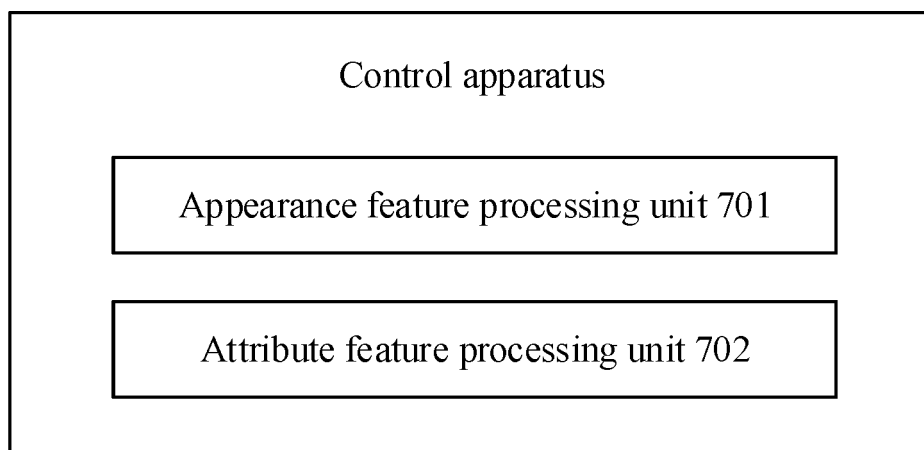 Control apparatus
Appearance feature processing unit 701
Attribute feature processing unit 702